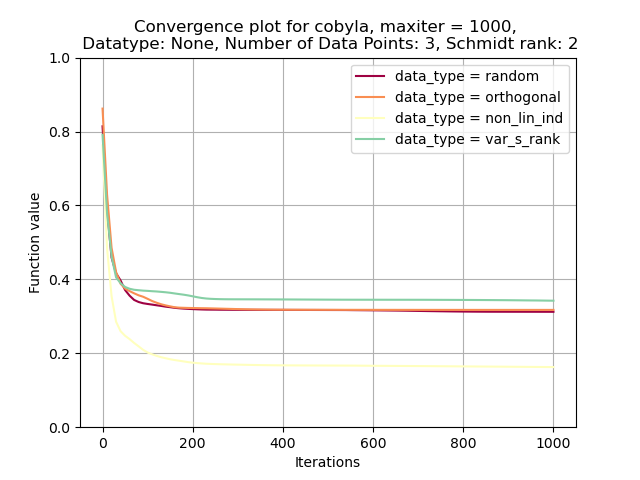 Convergence plot for cobyla, maxiter = 1000,
Datatype: None, Number of Data Points: 3, Schmidt rank: 2
1.0
0.8
0.6
0.4
0.2
0.0
Function value
data_type = random
data_type = orthogonal
data_type = non_lin_ind
data_type = var_s_rank
0
200
400
600
800
1000
Iterations